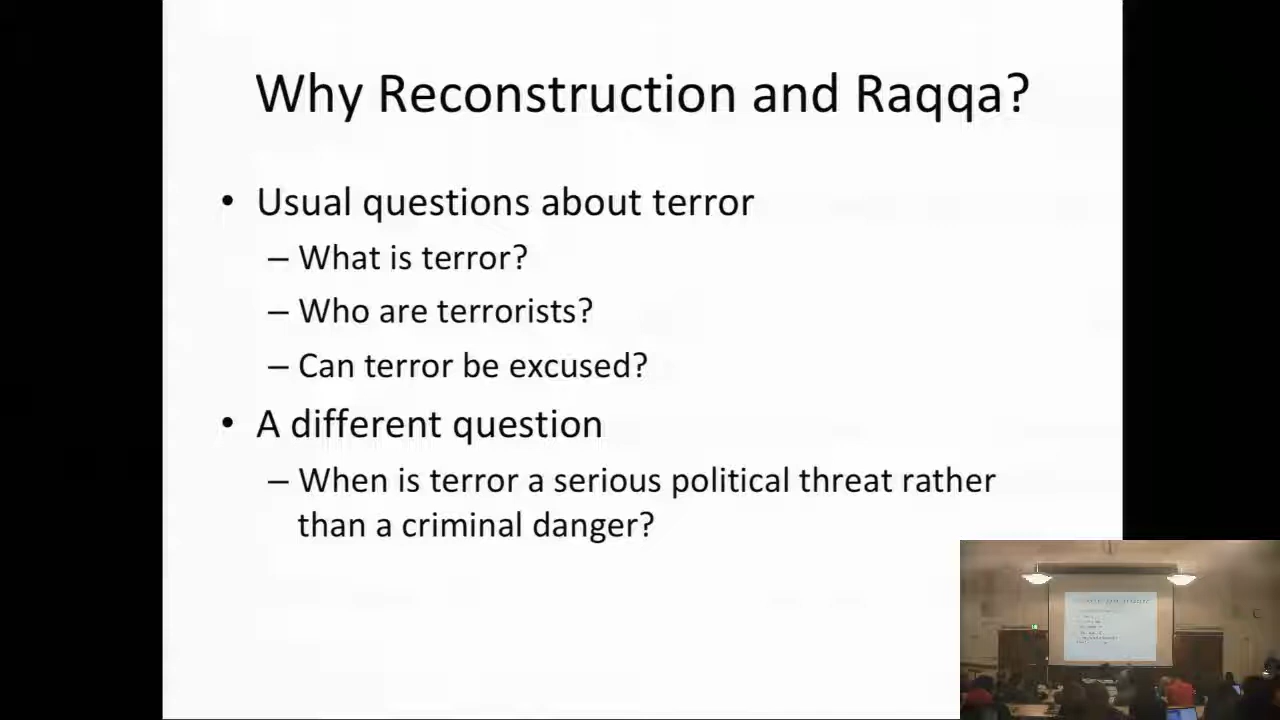 Why Reconstruction and Raqqa?
• Usual questions about terror
– What is terror?
– Who are terrorists?
– Can terror be excused?
• A different question
– When is terror a serious political threat rather
than a criminal danger?